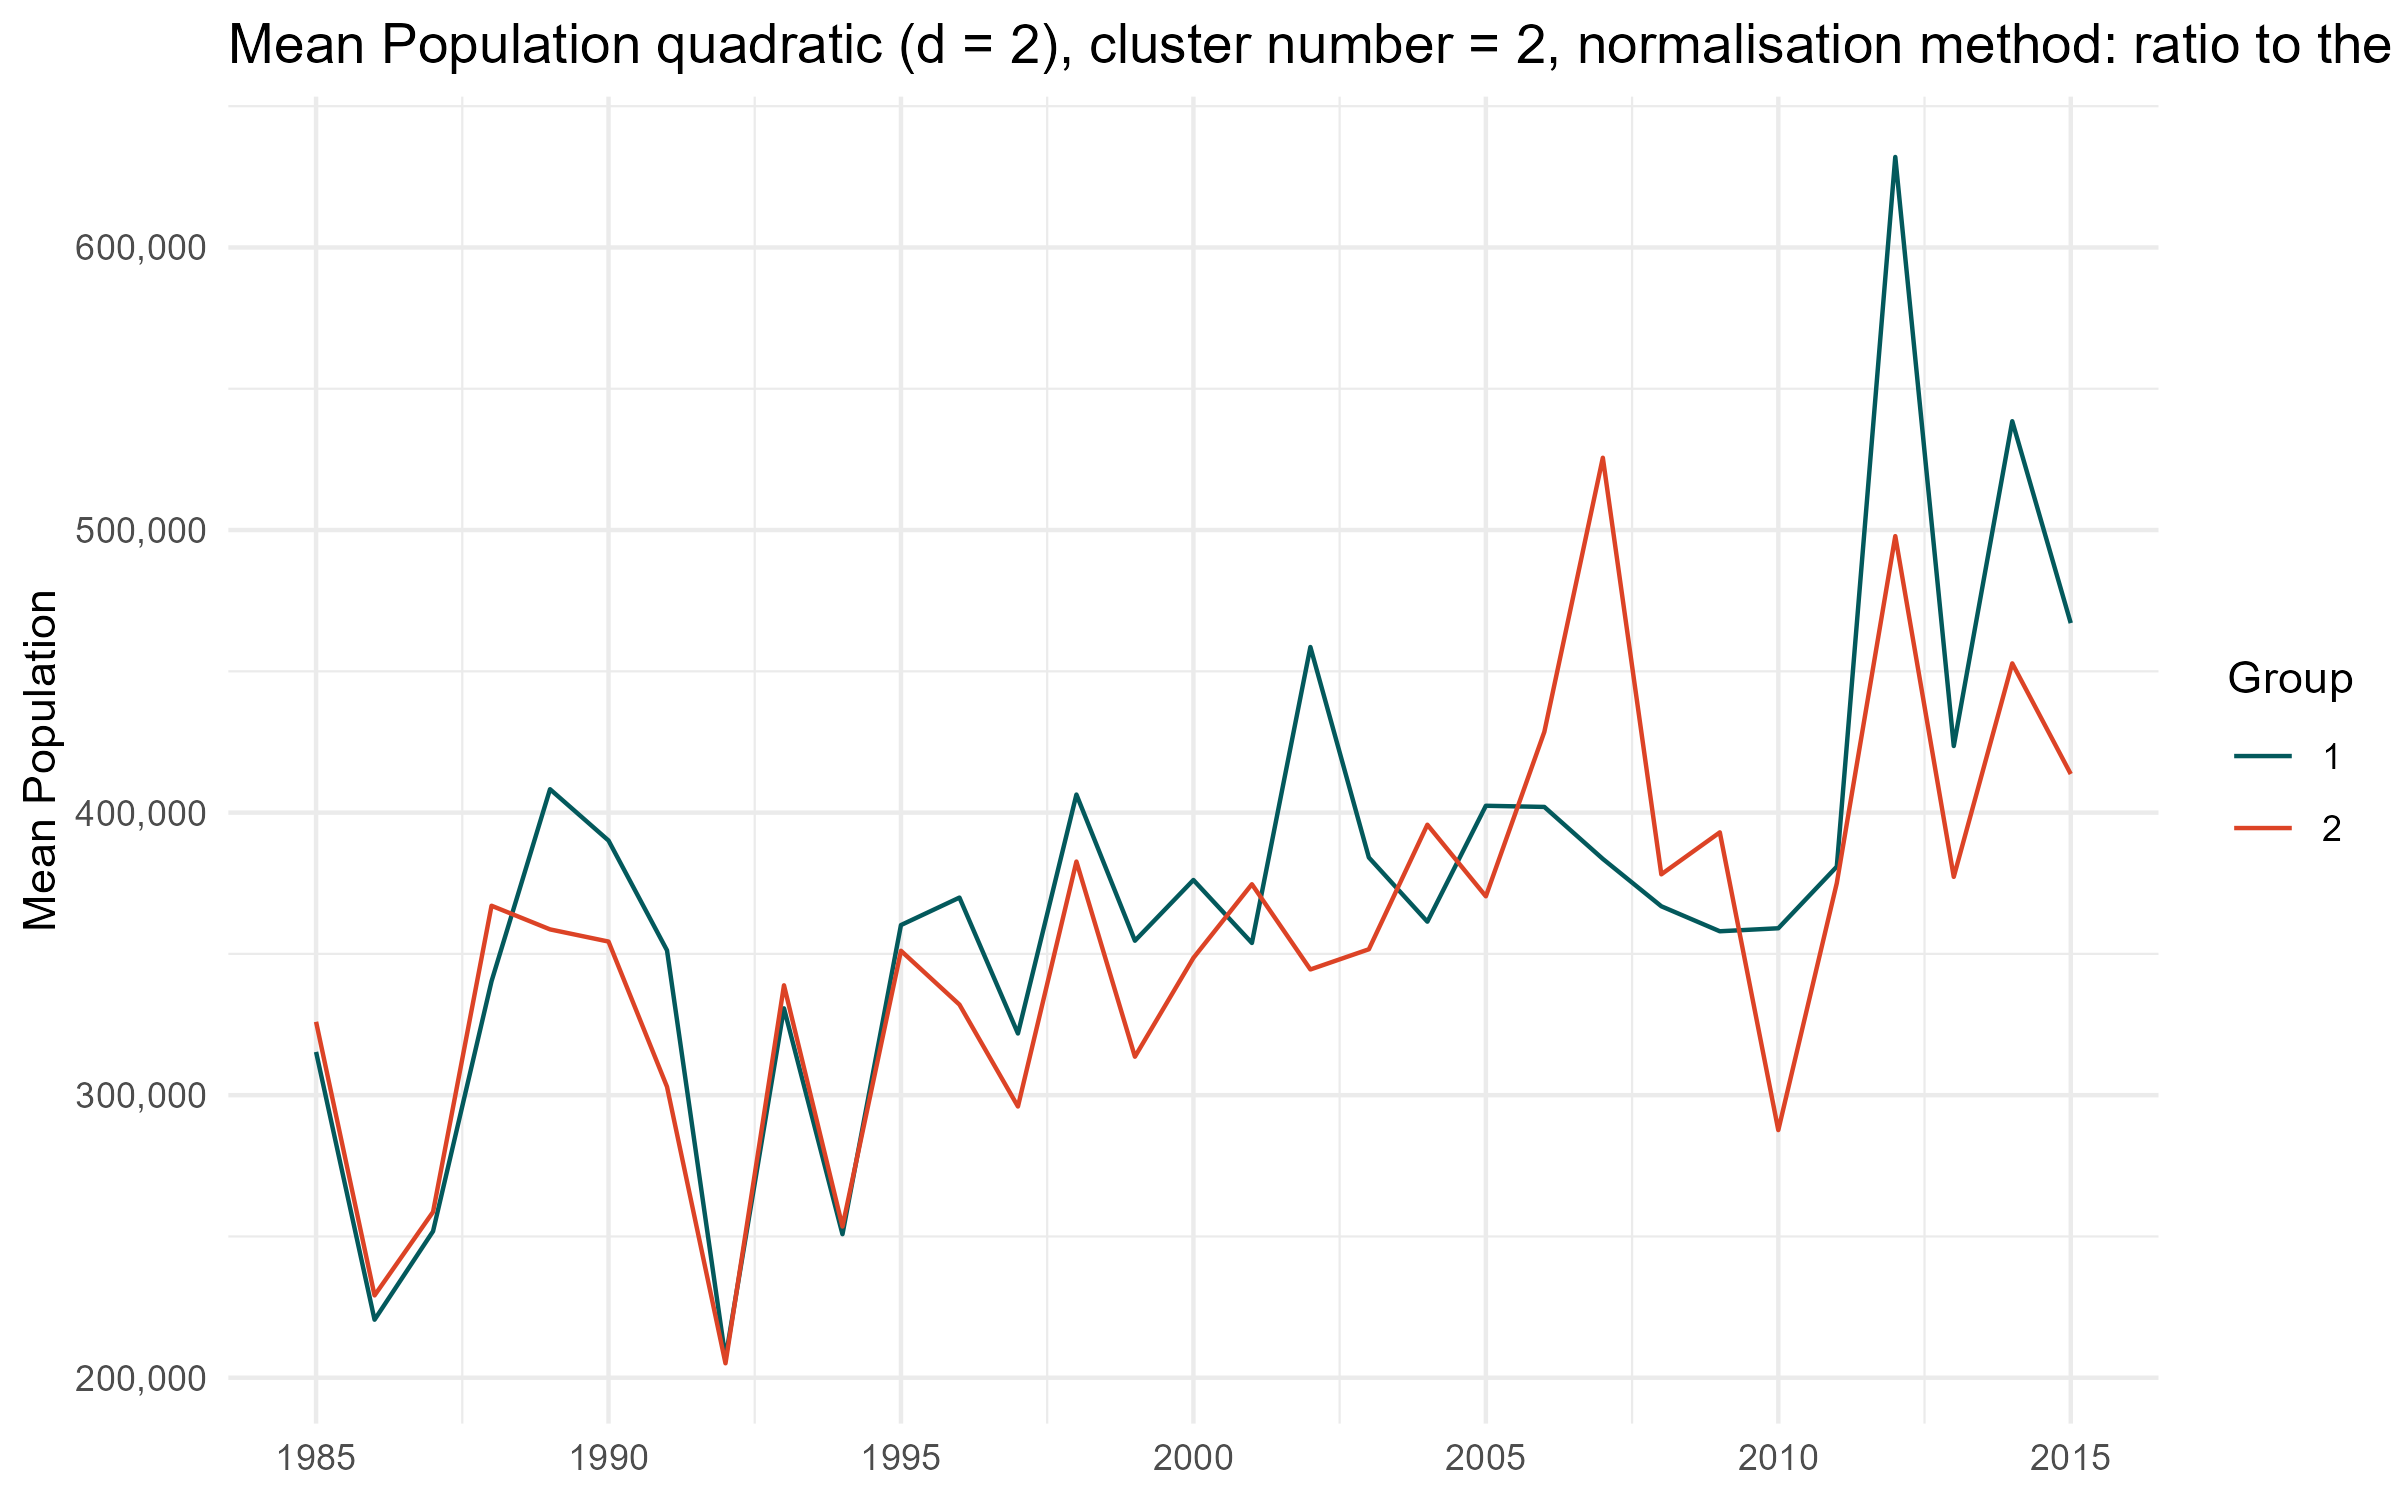 Mean Population quadratic (d = 2), cluster number = 2, normalisation method: ratio to the
Mean Population
600,000
500,000
400,000
300,000
200,000
1985 1990 1995 2000 2005 2010 2015
Group
1
2